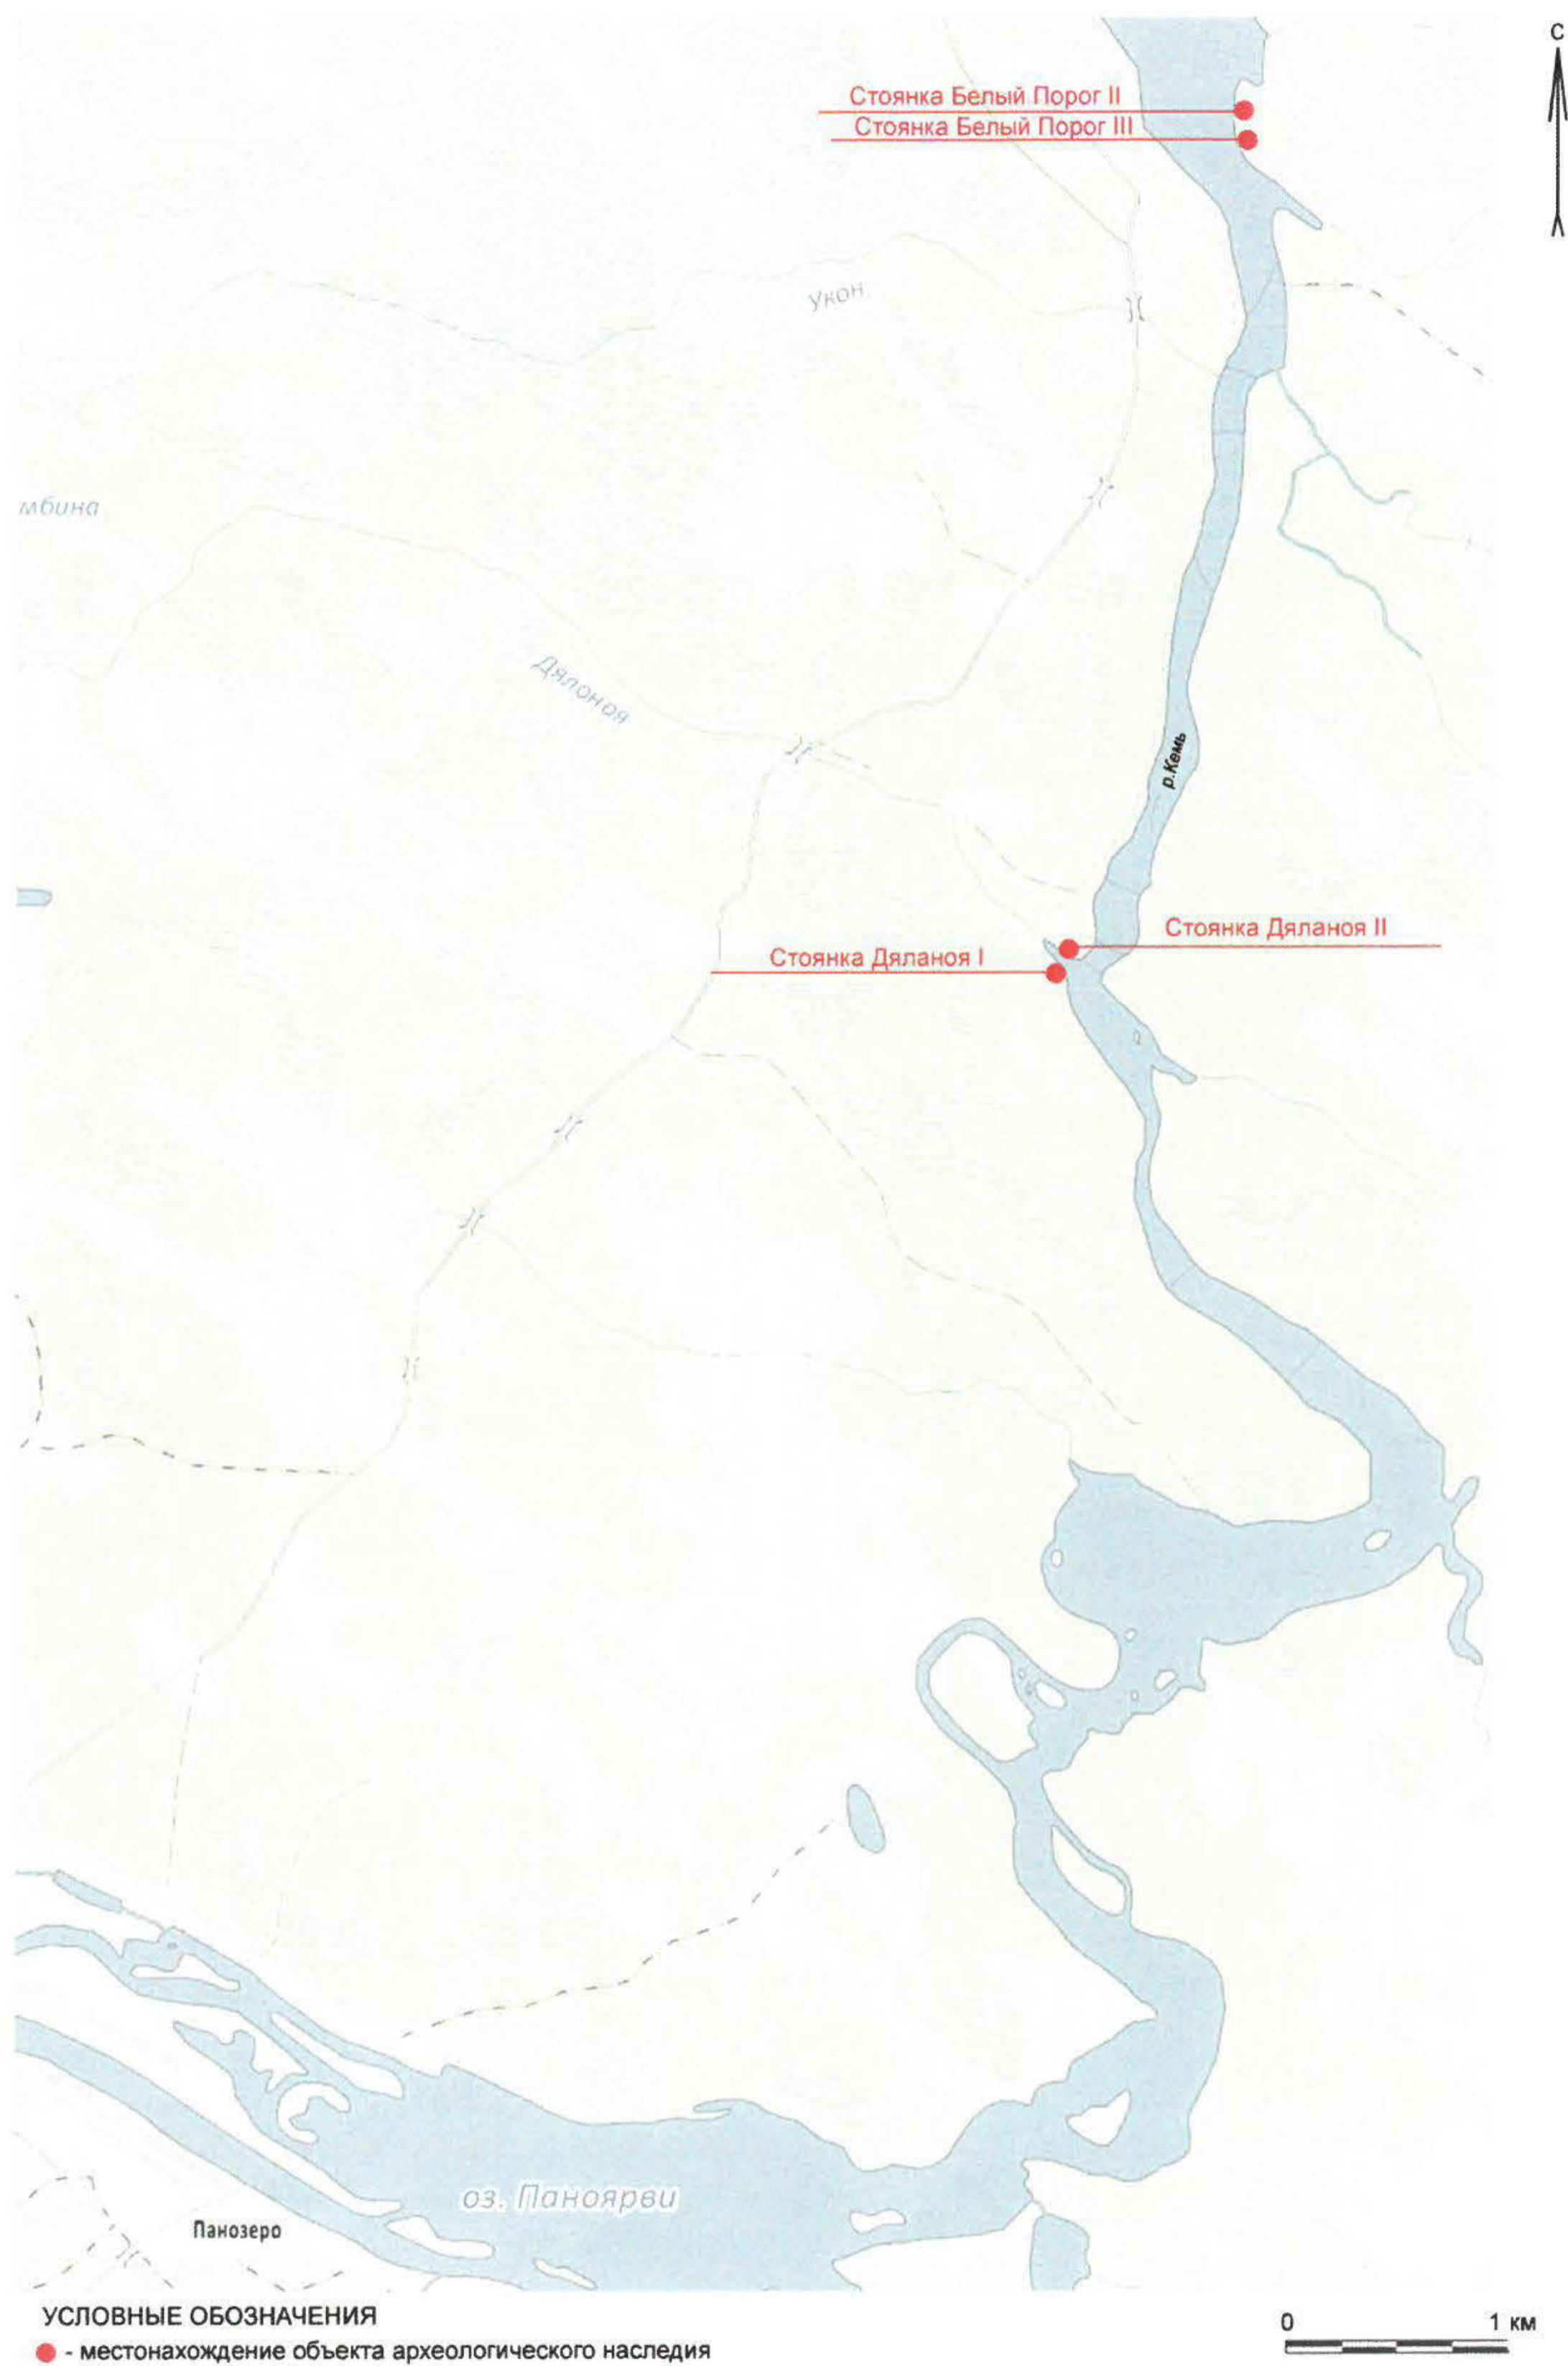 С
Стоянка Белый Порог II
Стоянка Белый Порог III
Укон
мбина
Дялоноя
р.Кемь
Стоянка Дяланоя II
Стоянка Дяланоя I
оз. Паноярви
Панозеро
УСЛОВНЫЕ ОБОЗНАЧЕНИЯ
0 1 км
- местонахождение объекта археологического наследия